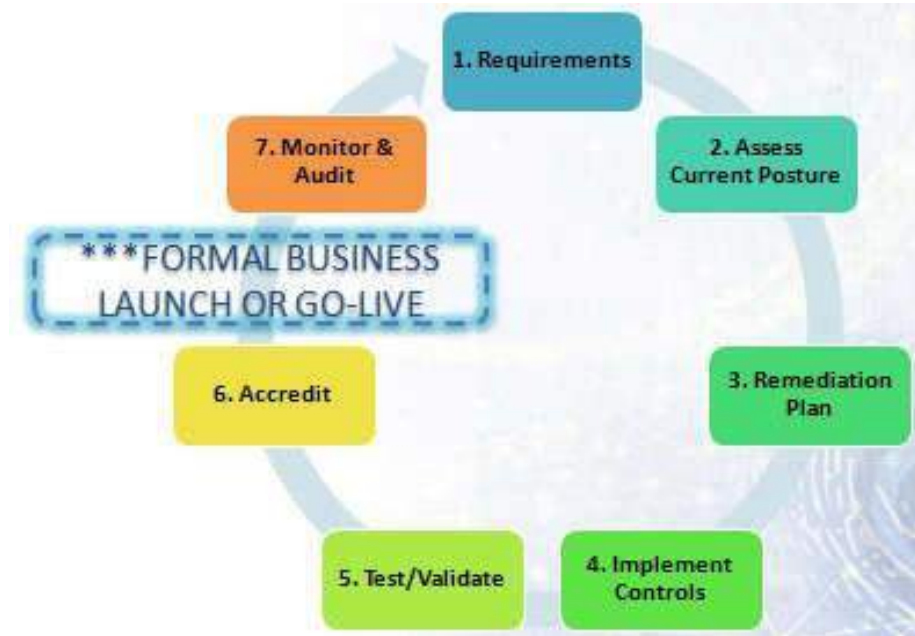 1. Requirements
2. Assess
Current Posture
3. Remediation
Plan
4. Implement
Controls
5. Test/Validate
6. Accredit
***FORMAL BUSINESS
LAUNCH OR GO-LIVE
7. Monitor &
Audit